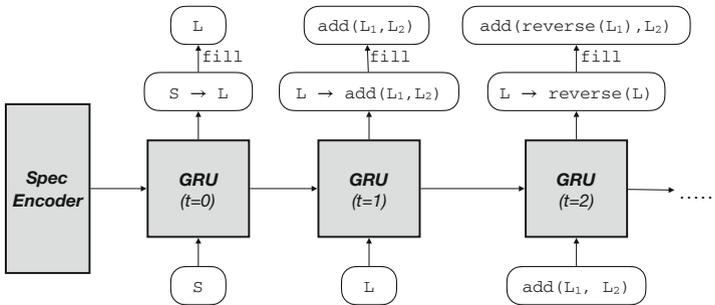 L
add(L₁,L₂)
add(reverse(L₁),L₂)
fill
fill
fill
S → L
L → add(L₁,L₂)
L → reverse(L)
Spec
Encoder
GRU
(t=0)
GRU
(t=1)
GRU
(t=2)
.....
S
L
add(L₁, L₂)